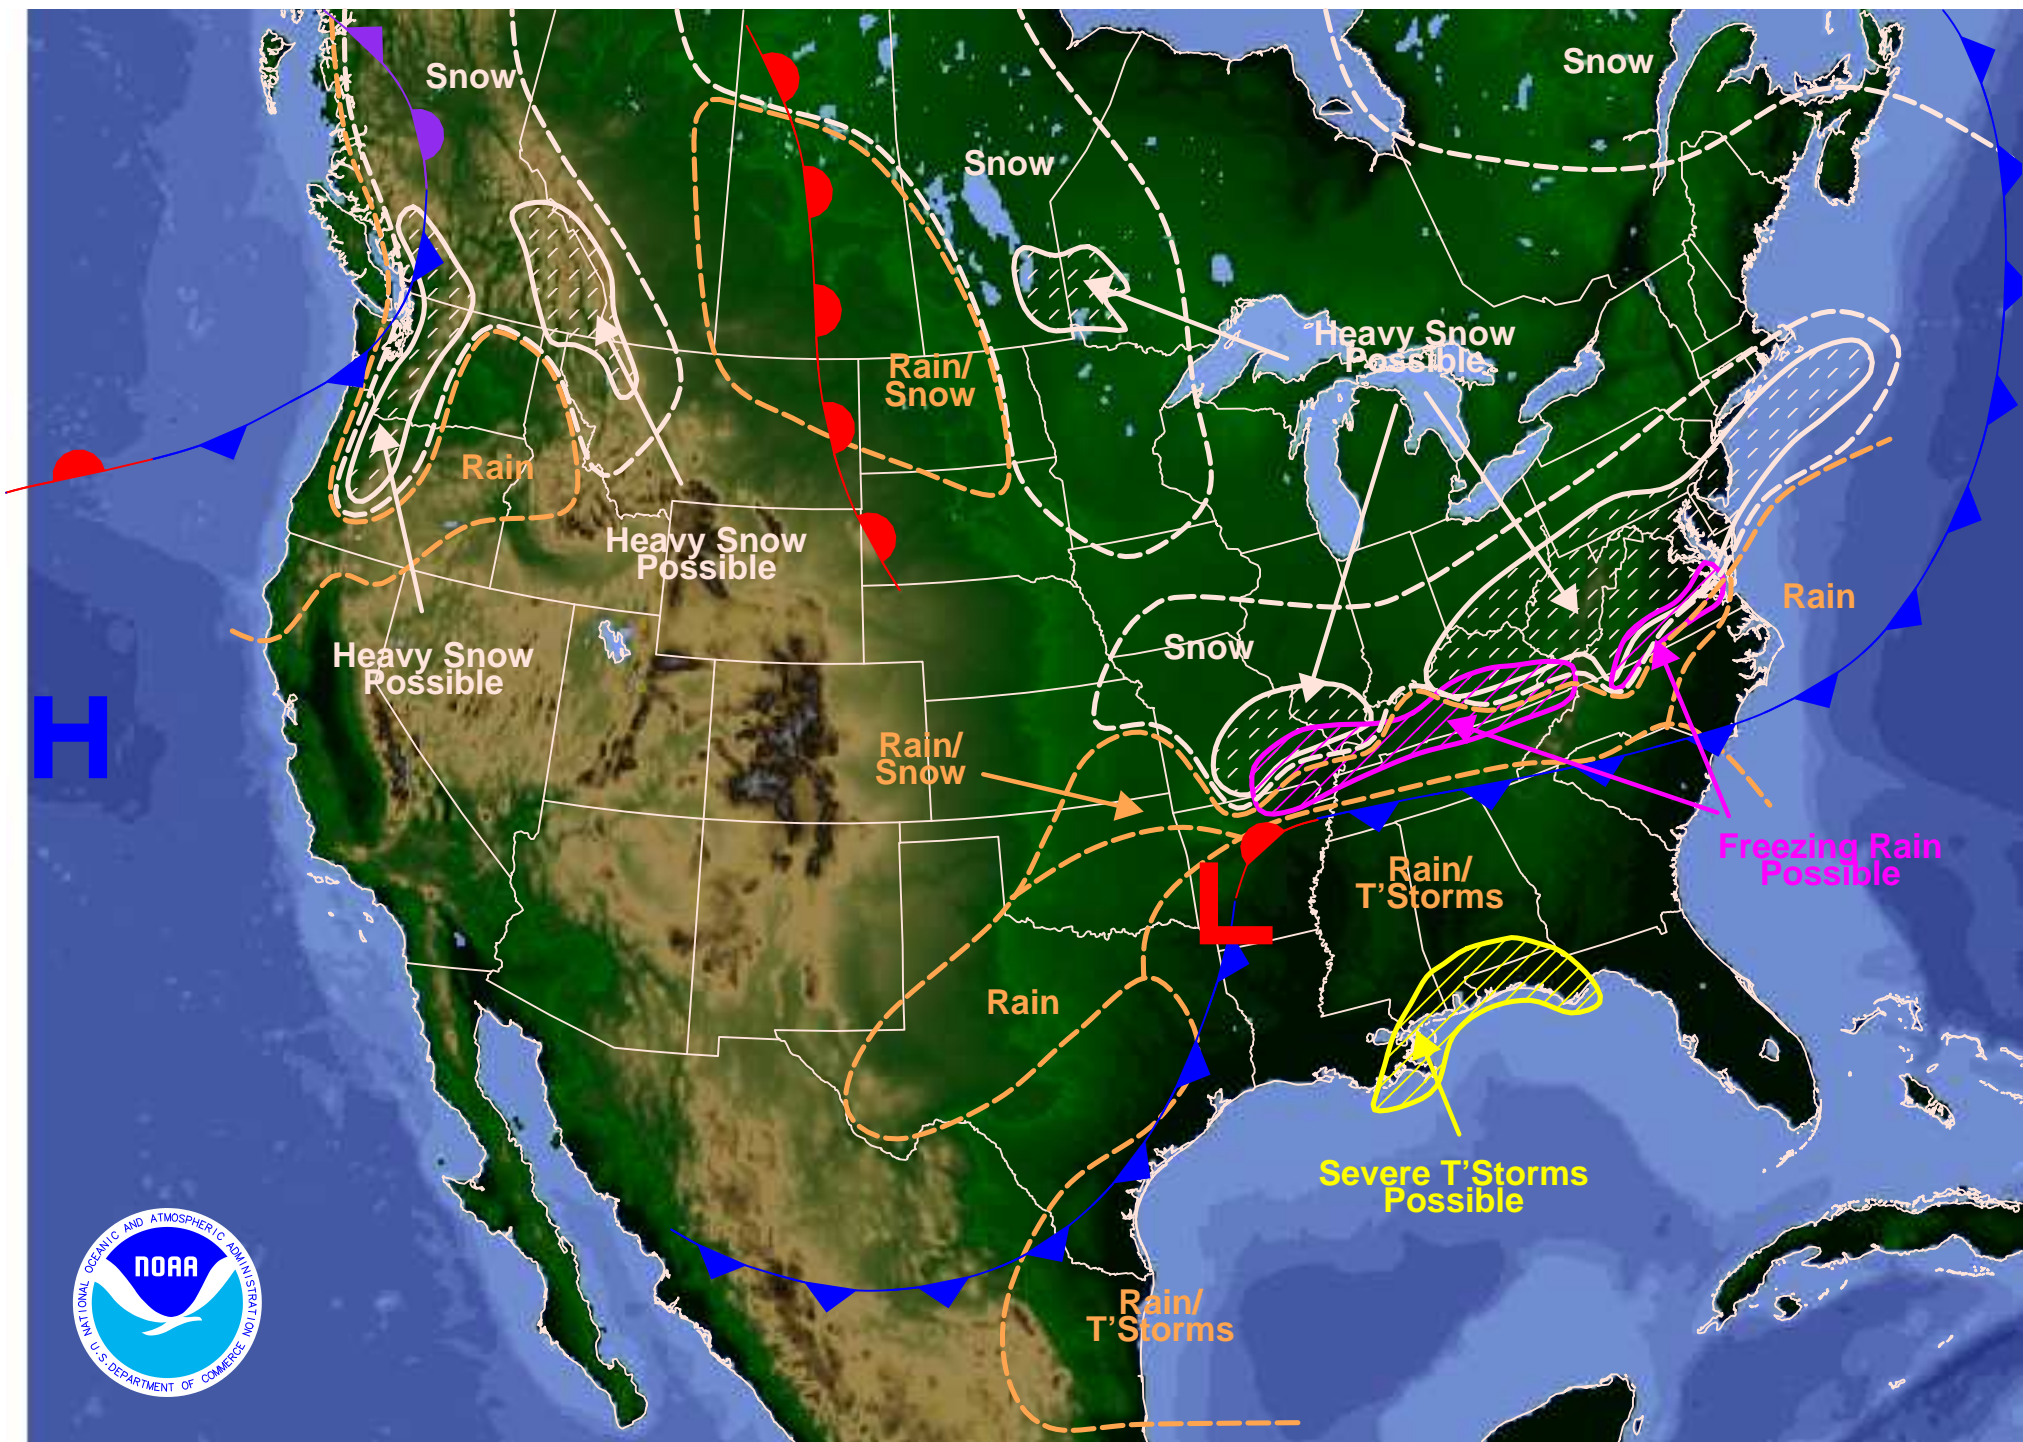 Snow
Snow
Snow
Heavy Snow
Possible
Rain/
Snow
Rain
Heavy Snow
Possible
Rain
Snow
Heavy Snow
Possible
H
Rain/
Snow
Freezing Rain
Possible
Rain/
T'Storms
L
Rain
Severe T'Storms
Possible
Rain/
T'Storms
NATIONAL OCEANIC AND ATMOSPHERIC ADMINISTRATION
NOAA
U.S. DEPARTMENT OF COMMERCE